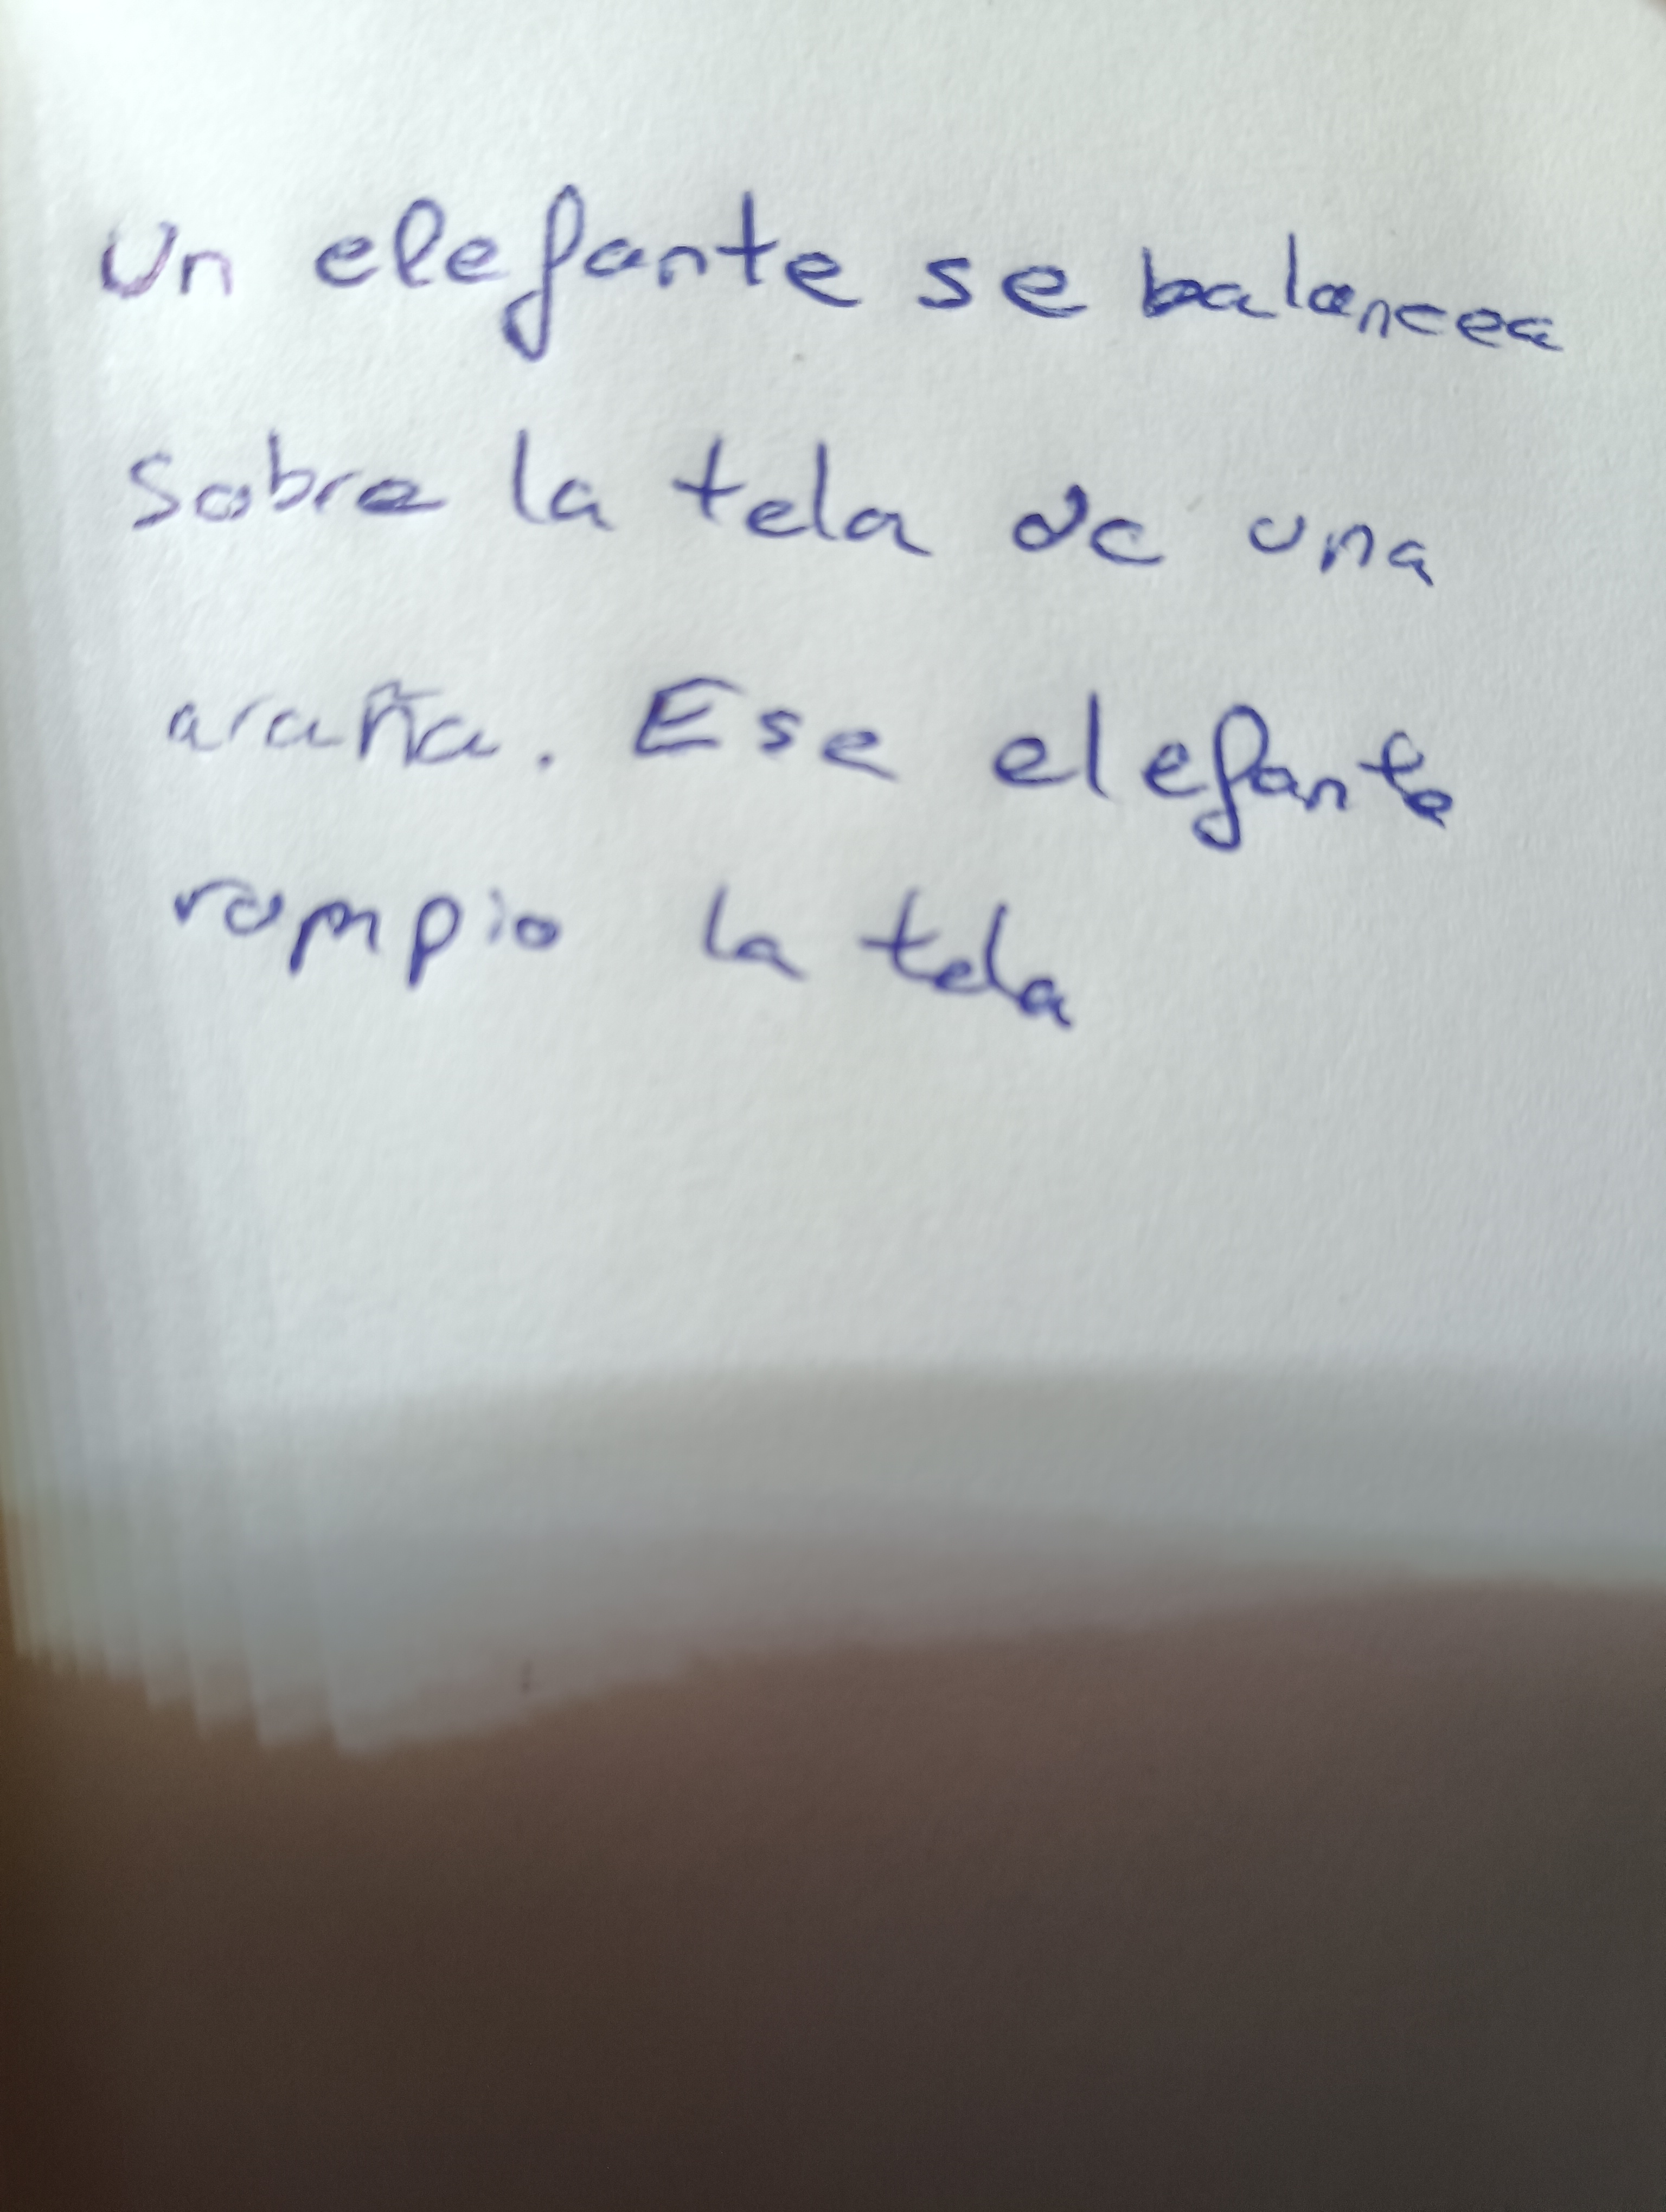 Un elefante se balancea
sobre la tela de una
araña. Ese elefante
rompio la tela